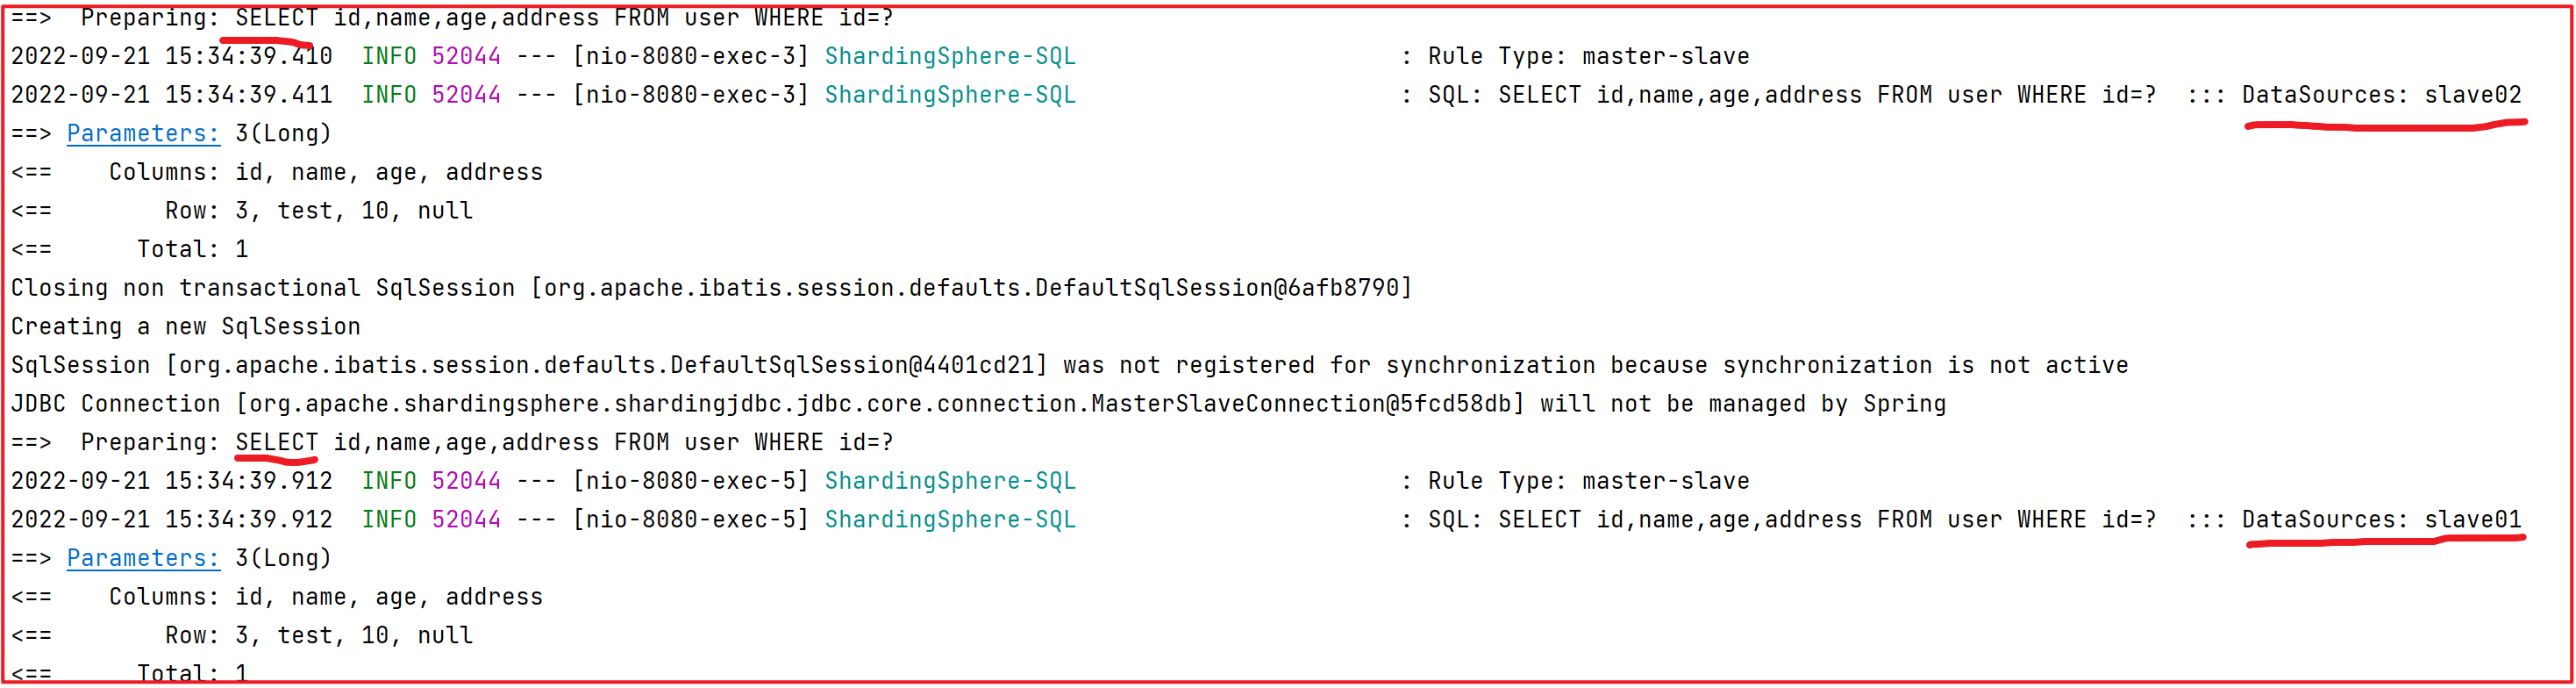 ==>  Preparing: SELECT id,name,age,address FROM user WHERE id=?
2022-09-21 15:34:39.410  INFO 52044 --- [nio-8080-exec-3] ShardingSphere-SQL                       : Rule Type: master-slave
2022-09-21 15:34:39.411  INFO 52044 --- [nio-8080-exec-3] ShardingSphere-SQL                       : SQL: SELECT id,name,age,address FROM user WHERE id=?  ::: DataSources: slave02
==> Parameters: 3(Long)
<==    Columns: id, name, age, address
<==        Row: 3, test, 10, null
<==      Total: 1
Closing non transactional SqlSession [org.apache.ibatis.session.defaults.DefaultSqlSession@6afb8790]
Creating a new SqlSession
SqlSession [org.apache.ibatis.session.defaults.DefaultSqlSession@4401cd21] was not registered for synchronization because synchronization is not active
JDBC Connection [org.apache.shardingsphere.shardingjdbc.jdbc.core.connection.MasterSlaveConnection@5fcd58db] will not be managed by Spring
==>  Preparing: SELECT id,name,age,address FROM user WHERE id=?
2022-09-21 15:34:39.912  INFO 52044 --- [nio-8080-exec-5] ShardingSphere-SQL                       : Rule Type: master-slave
2022-09-21 15:34:39.912  INFO 52044 --- [nio-8080-exec-5] ShardingSphere-SQL                       : SQL: SELECT id,name,age,address FROM user WHERE id=?  ::: DataSources: slave01
==> Parameters: 3(Long)
<==    Columns: id, name, age, address
<==        Row: 3, test, 10, null
<==      Total: 1